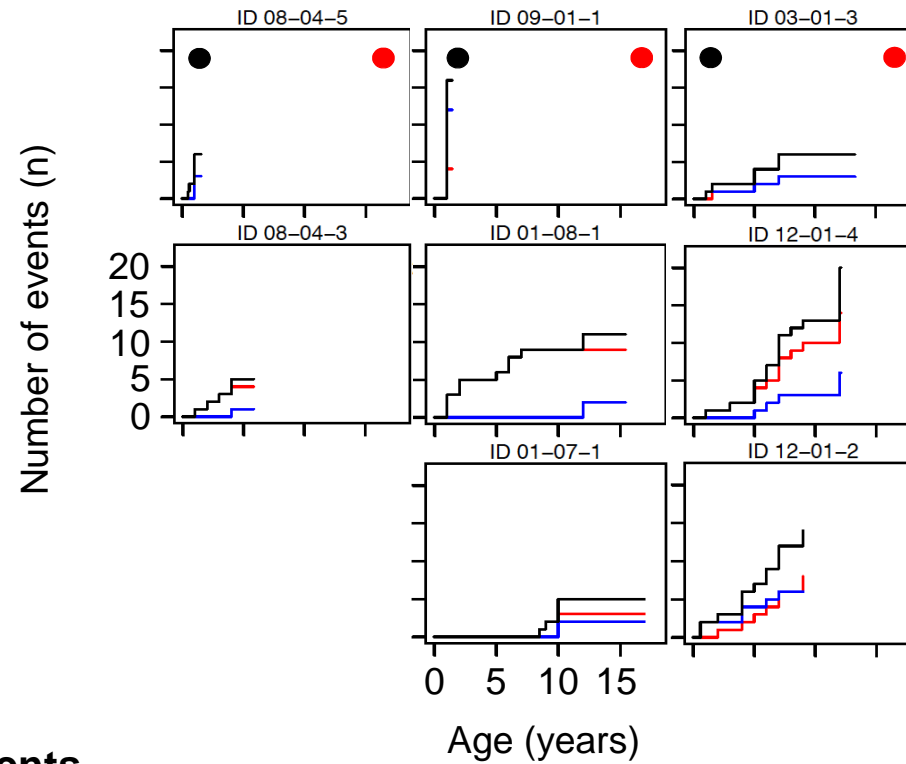 ID 08–04–5
ID 09–01–1
ID 03–01–3
Number of events (n)
ID 08–04–3
ID 01–08–1
ID 12–01–4
20
15
10
5
0
ID 01–07–1
ID 12–01–2
0 5 10 15
Age (years)